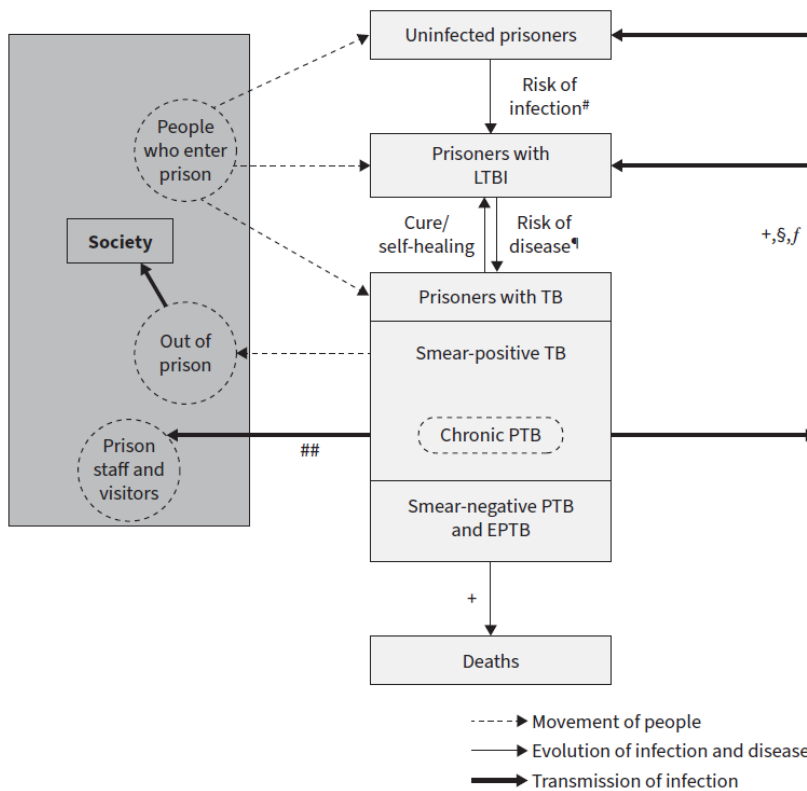 Uninfected prisoners
Risk of
infection#
People
who enter
prison
Prisoners with
LTBI
Cure/
self-healing
Risk of
disease¶
+,§,ƒ
Society
Prisoners with TB
Out of
prison
Smear-positive TB
Chronic PTB
##
Prison
staff and
visitors
Smear-negative PTB
and EPTB
+
Deaths
Movement of people
Evolution of infection and disease
Transmission of infection